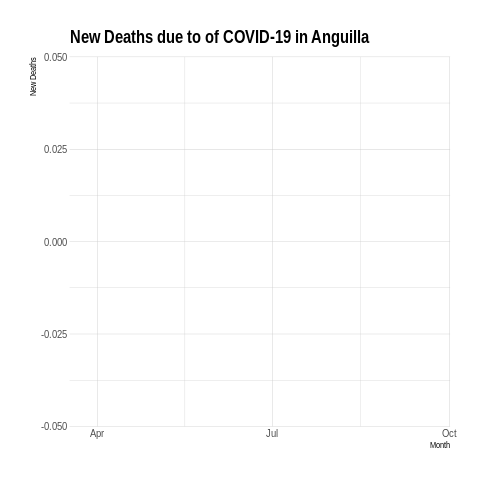 New Deaths due to of COVID-19 in Anguilla
New Deaths
0.050
0.025
0.000
-0.025
-0.050
Apr
Jul
Oct
Month